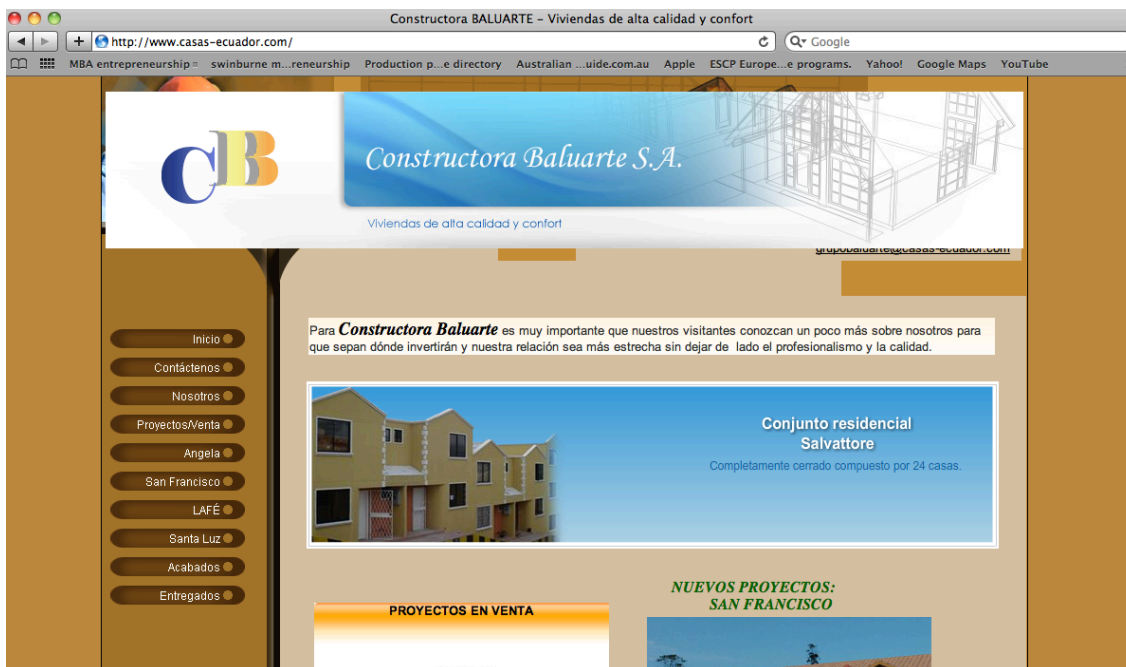 Constructora BALUARTE – Viviendas de alta calidad y confort
http://www.casas-ecuador.com/
Google
MBA entrepreneurship swinburne m...reneurship Production p...e directory Australian ...uide.com.au Apple ESCP Europe...e programs. Yahoo! Google Maps YouTube
CB
Constructora Baluarte S.A.
Viviendas de alta calidad y confort
grupobaluarte@casas-ecuador.com
Para Constructora Baluarte es muy importante que nuestros visitantes conozcan un poco más sobre nosotros para
que sepan dónde invertirán y nuestra relación sea más estrecha sin dejar de lado el profesionalismo y la calidad.
Inicio
Contáctenos
Nosotros
Proyectos/Venta
Angela
San Francisco
LAFÉ
Santa Luz
Acabados
Entregados
Conjunto residencial
Salvattore
Completamente cerrado compuesto por 24 casas.
PROYECTOS EN VENTA
NUEVOS PROYECTOS:
SAN FRANCISCO